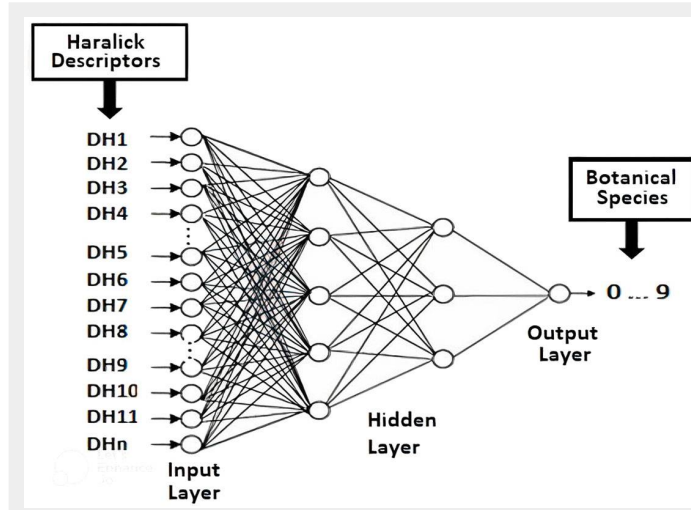 Haralick
Descriptors
DH1
DH2
DH3
DH4
DH5
DH6
DH7
DH8
DH9
DH10
DH11
DHn
Input
Layer
Hidden
Layer
Output
Layer
Botanical
Species
0 ... 9